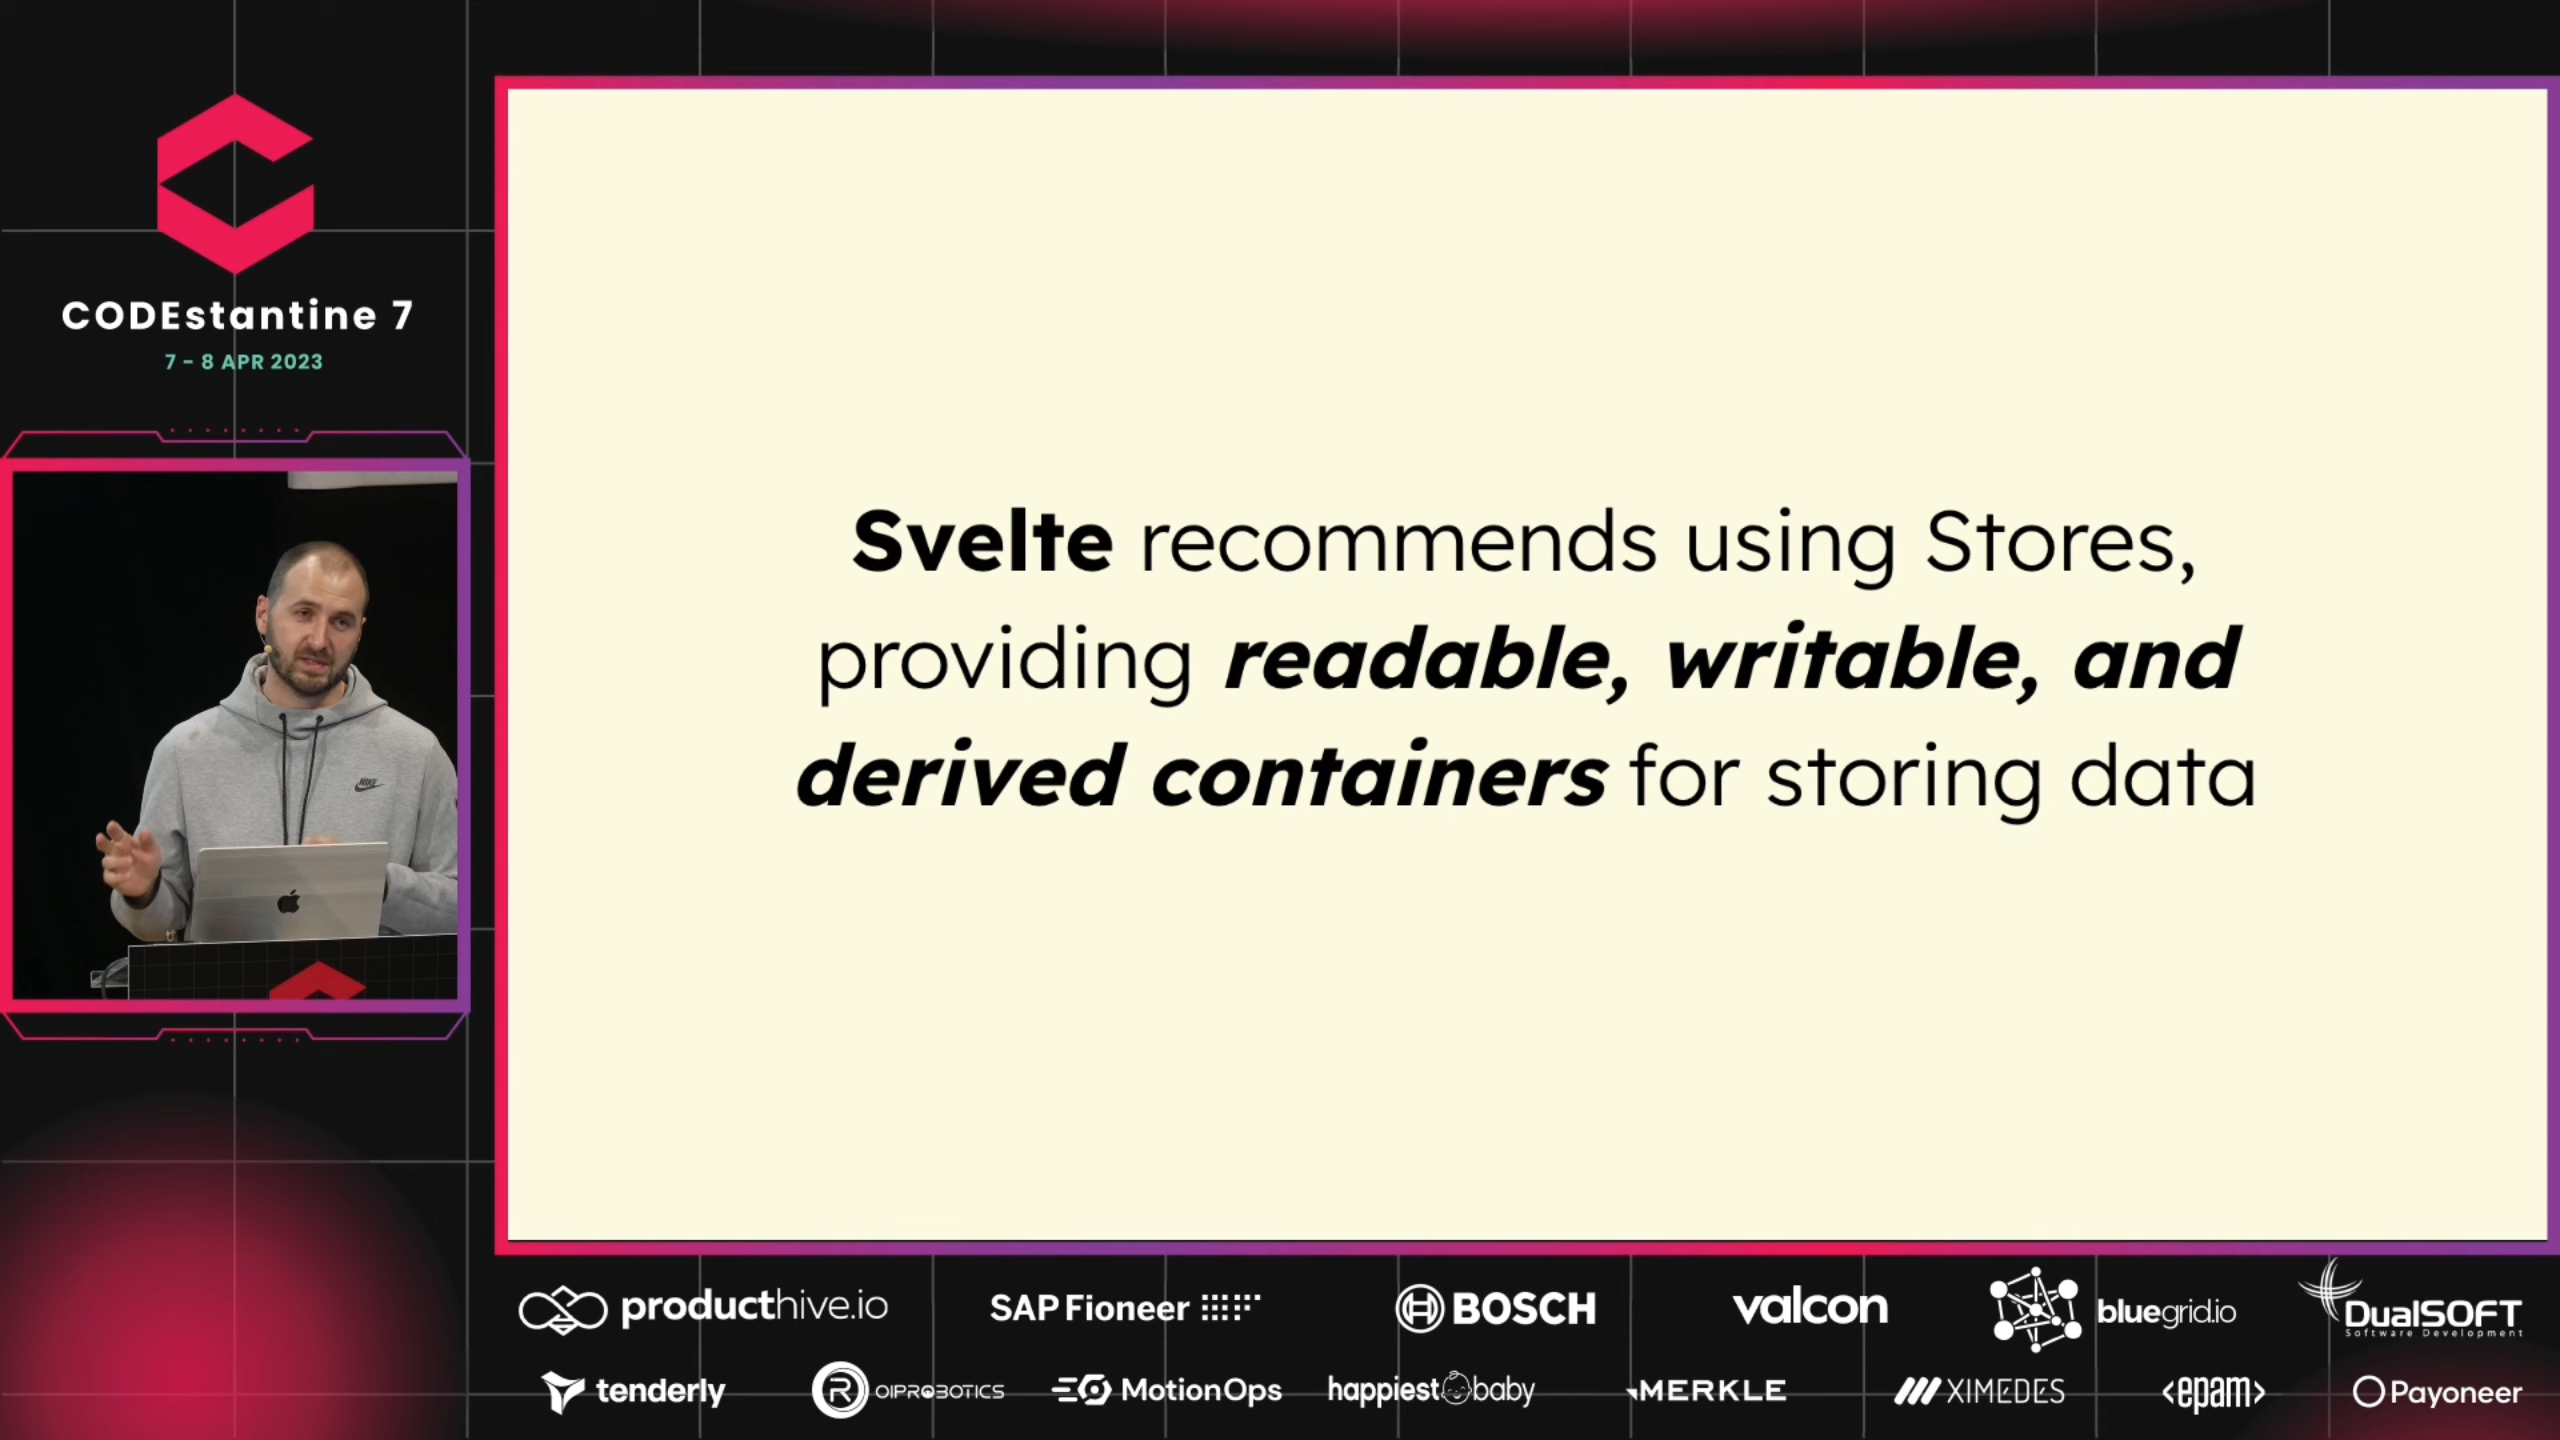 CODEstantine 7
7 - 8 APR 2023
NIKE
Svelte recommends using Stores,
providing readable, writable, and
derived containers for storing data
producthive.io
SAP Fioneer
BOSCH
valcon
bluegrid.io
DualSOFT
Software Development
tenderly
R
OIPROBOTICS
MotionOps
happiest baby
MERKLE
XIMEDES
<epam>
Payoneer